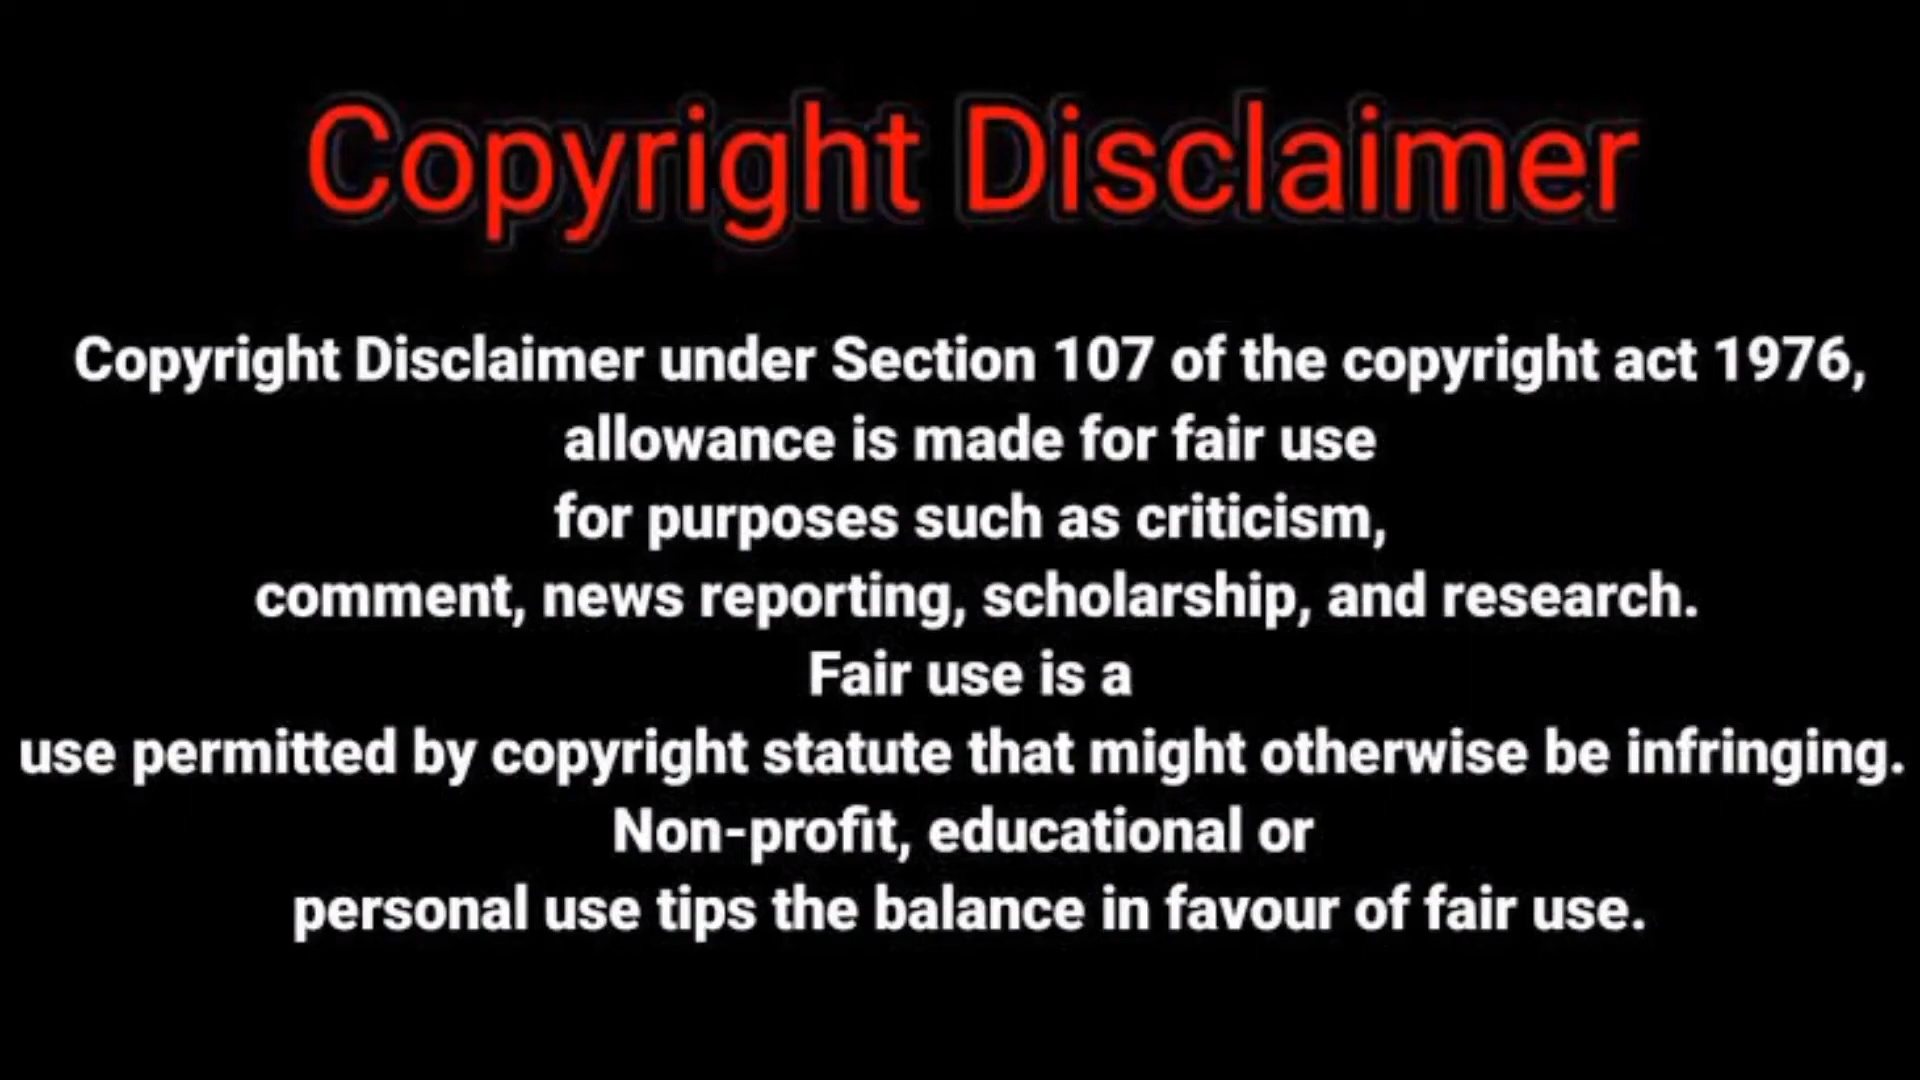 Copyright Disclaimer
Copyright Disclaimer under Section 107 of the copyright act 1976,
allowance is made for fair use
for purposes such as criticism,
comment, news reporting, scholarship, and research.
Fair use is a
use permitted by copyright statute that might otherwise be infringing.
Non-profit, educational or
personal use tips the balance in favour of fair use.